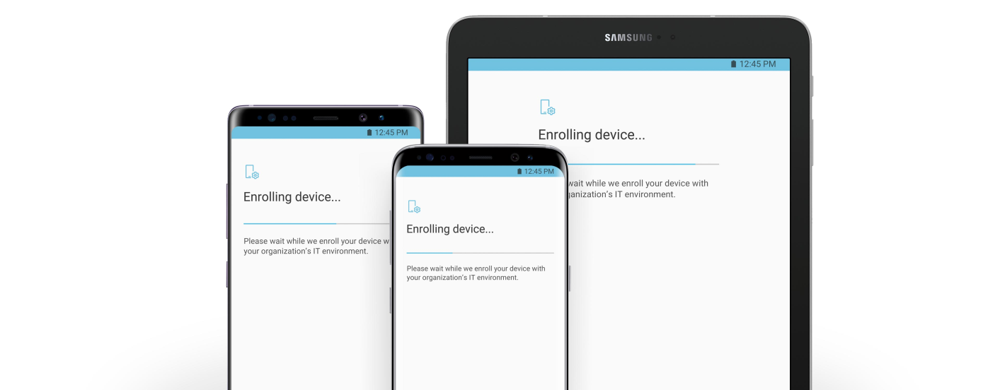 SAMSUNG
12:45 PM
Enrolling device...
wait while we enroll your device with
ganization's IT environment.
12:45 PM
Enrolling device...
Please wait while we enroll your device w
your organization's IT environment.
12:45 PM
Enrolling device...
Please wait while we enroll your device with
your organization's IT environment.